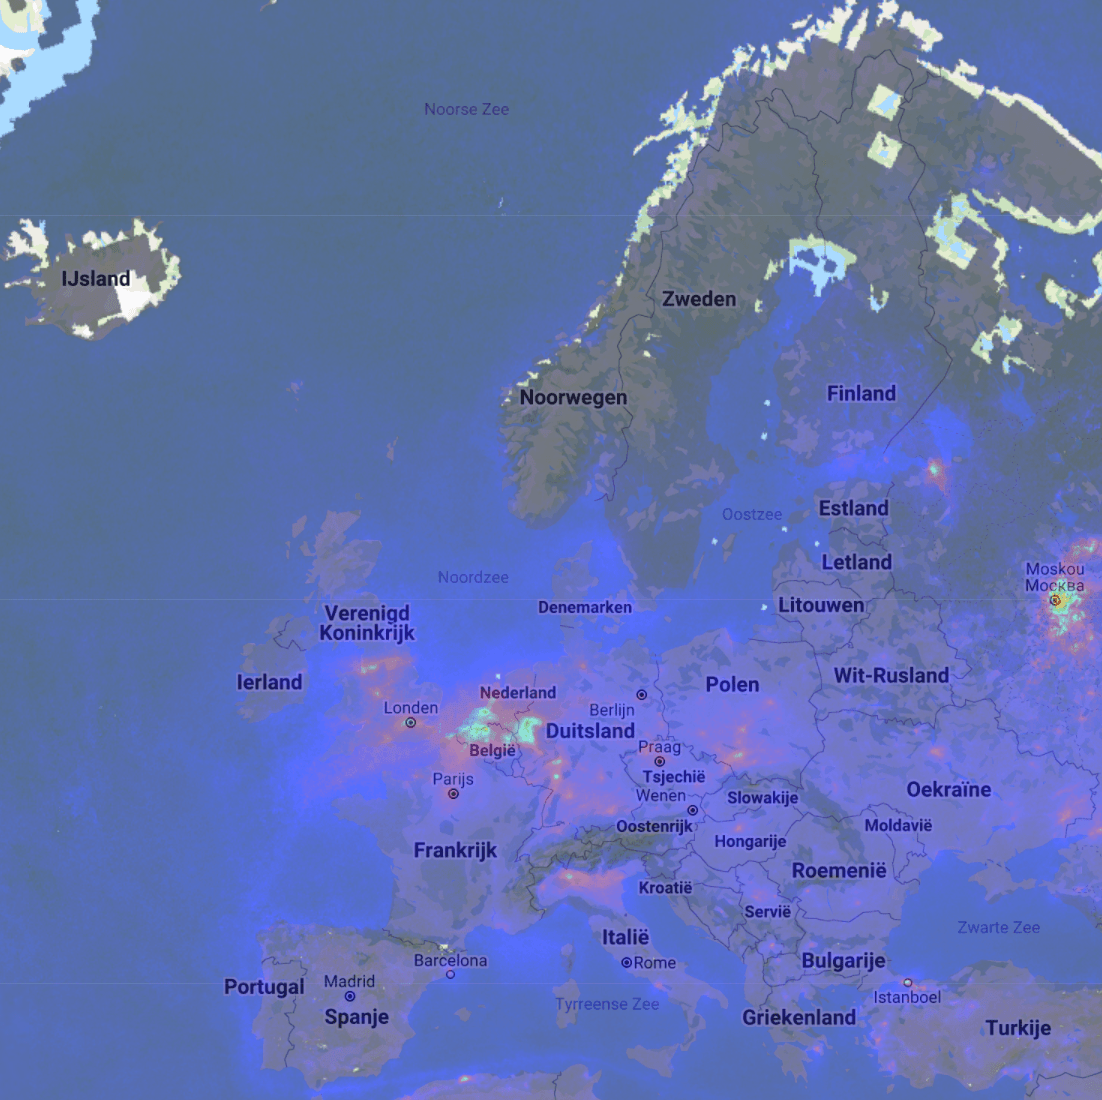 Noorse Zee
IJsland
Zweden
Finland
Noorwegen
Estland
Oostzee
Letland
Moskou
Москва
Noordzee
Denemarken
Litouwen
Verenigd
Koninkrijk
Ierland
Wit-Rusland
Nederland
Polen
Londen
Berlijn
Duitsland
België
Praag
Tsjechië
Parijs
Oekraïne
Wenen
Slowakije
Oostenrijk
Moldavië
Hongarije
Frankrijk
Roemenië
Kroatië
Servië
Zwarte Zee
Italië
Barcelona
Rome
Bulgarije
Madrid
Portugal
Istanboel
Tyrreense Zee
Spanje
Griekenland
Turkije